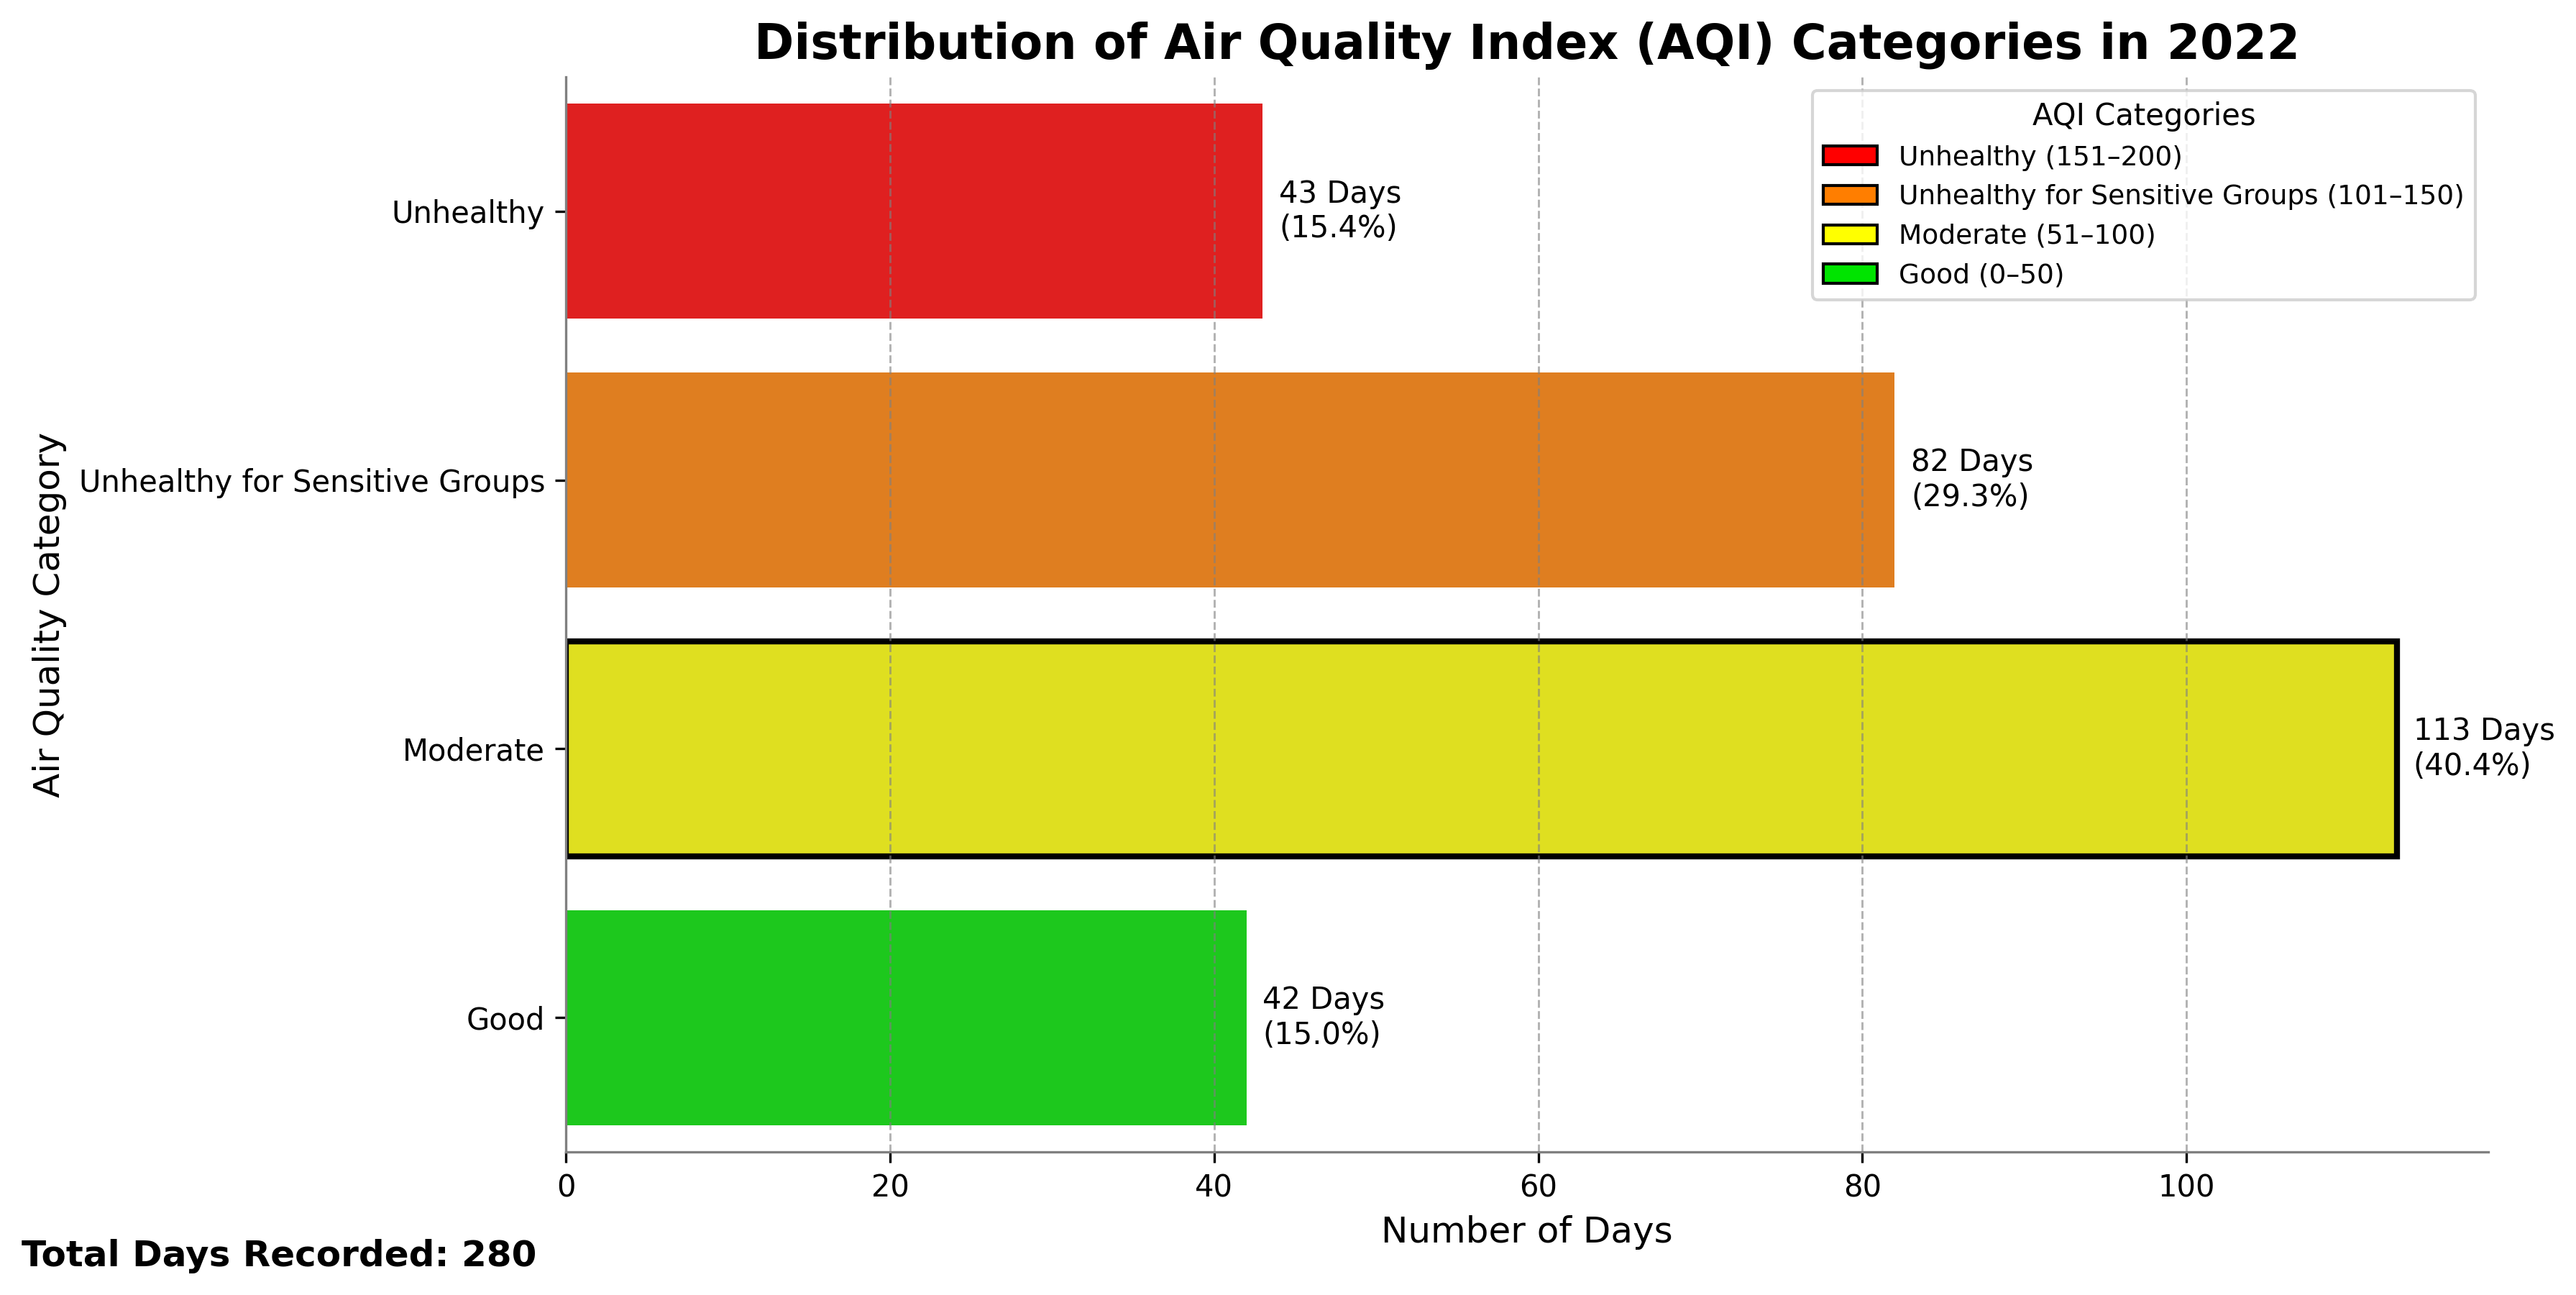 Distribution of Air Quality Index (AQI) Categories in 2022
AQI Categories
Unhealthy (151–200)
Unhealthy for Sensitive Groups (101–150)
Moderate (51–100)
Good (0–50)
Air Quality Category
Unhealthy
43 Days
(15.4%)
Unhealthy for Sensitive Groups
82 Days
(29.3%)
Moderate
113 Days
(40.4%)
Good
42 Days
(15.0%)
0 20 40 60 80 100
Number of Days
Total Days Recorded: 280